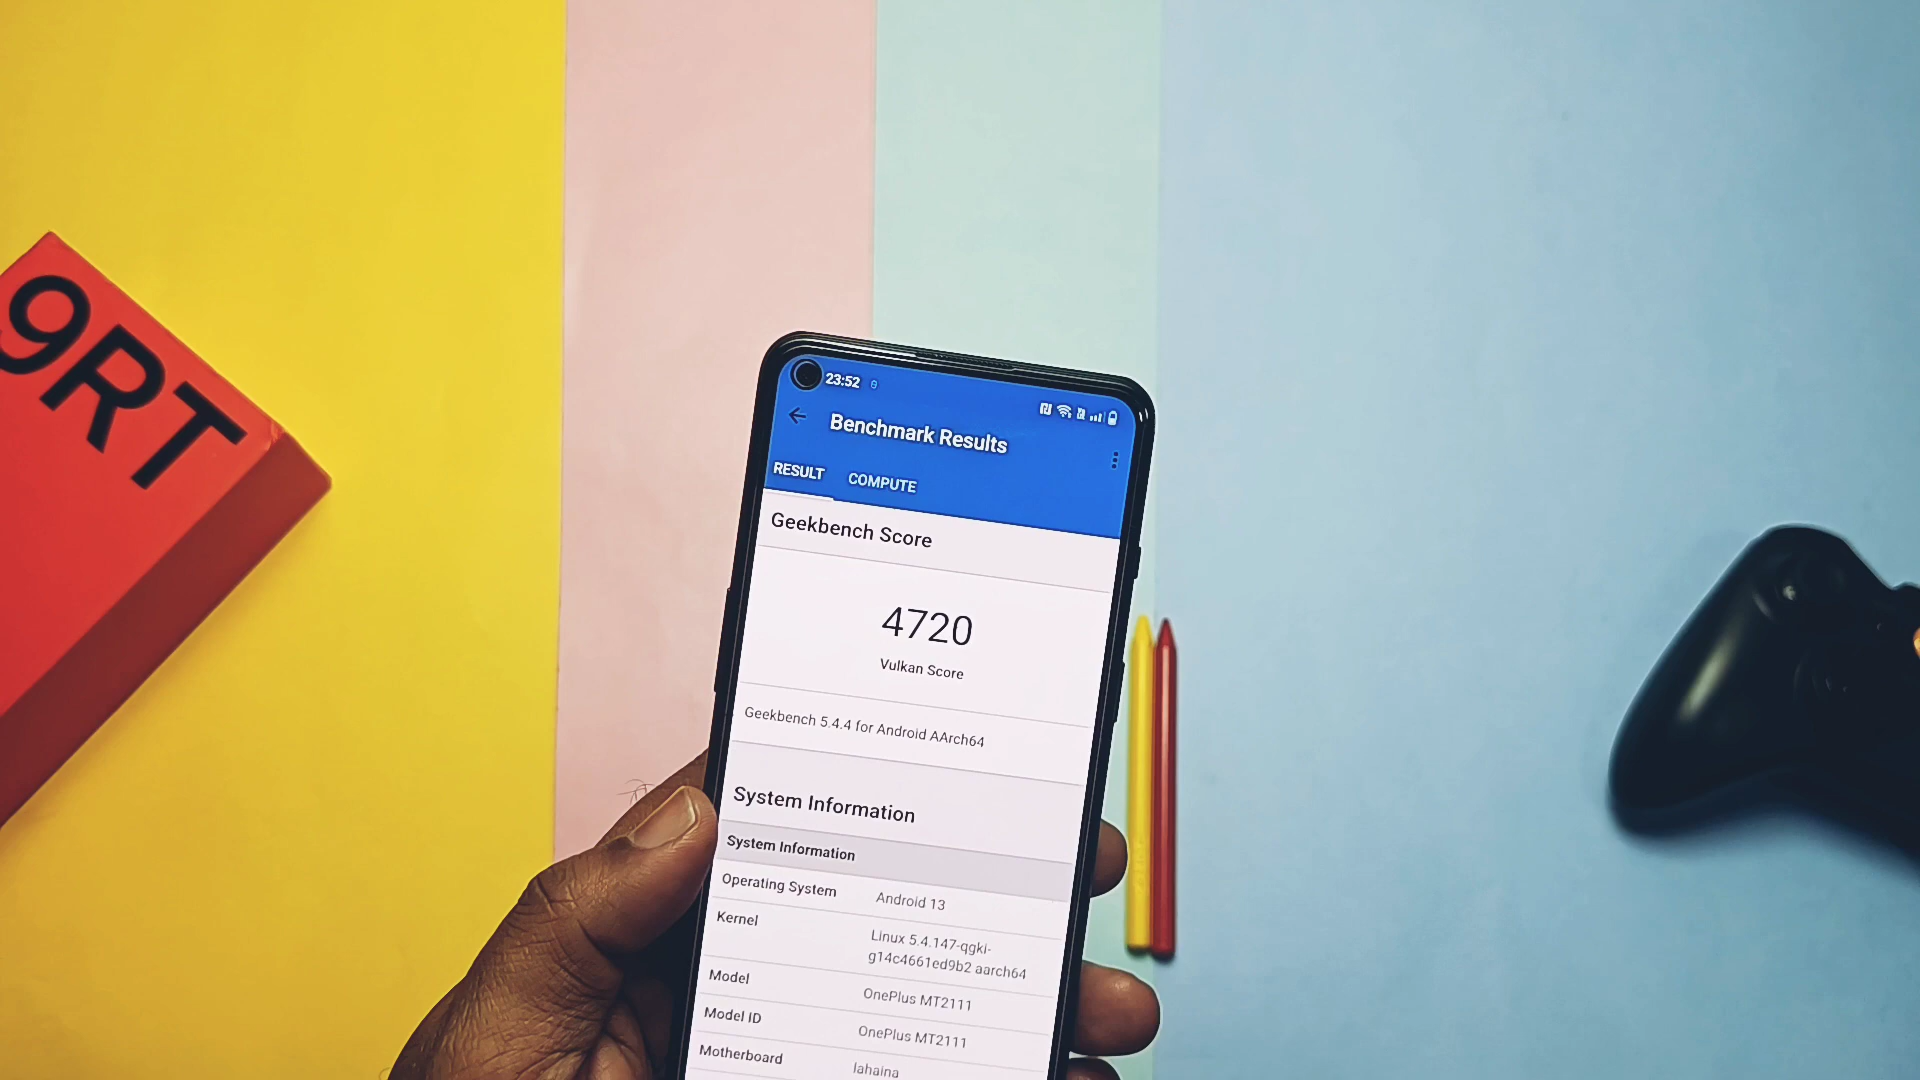 9RT
23:52
Benchmark Results
RESULT COMPUTE
Geekbench Score
4720
Vulkan Score
Geekbench 5.4.4 for Android AArch64
System Information
System Information
Operating System Android 13
Kernel Linux 5.4.147-qgki-
g14c4661ed9b2 aarch64
Model OnePlus MT2111
Model ID OnePlus MT2111
Motherboard lahaina